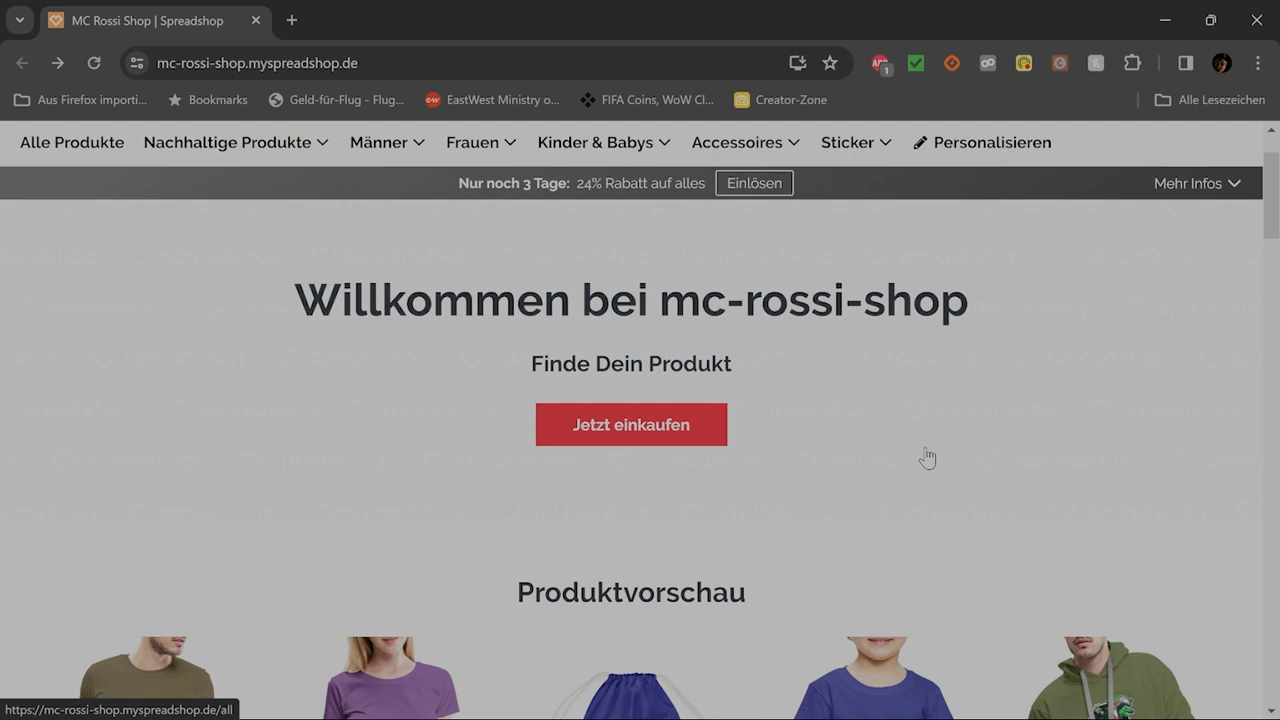 MC Rossi Shop | Spreadshop
mc-rossi-shop.myspreadshop.de
1
Aus Firefox importi...
Bookmarks
Geld-für-Flug - Flug...
EastWest Ministry o...
FIFA Coins, WoW Cl...
Creator-Zone
Alle Lesezeichen
Alle Produkte
Nachhaltige Produkte
Männer
Frauen
Kinder & Babys
Accessoires
Sticker
Personalisieren
Nur noch 3 Tage: 24% Rabatt auf alles
Einlösen
Mehr Infos
Willkommen bei mc-rossi-shop
Finde Dein Produkt
Jetzt einkaufen
Produktvorschau
https://mc-rossi-shop.myspreadshop.de/all